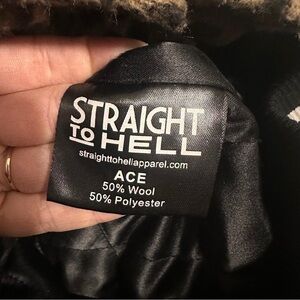 STRAIGHT
TO HELL
straighttohellapparel.com
ACE
50% Wool
50% Polyester